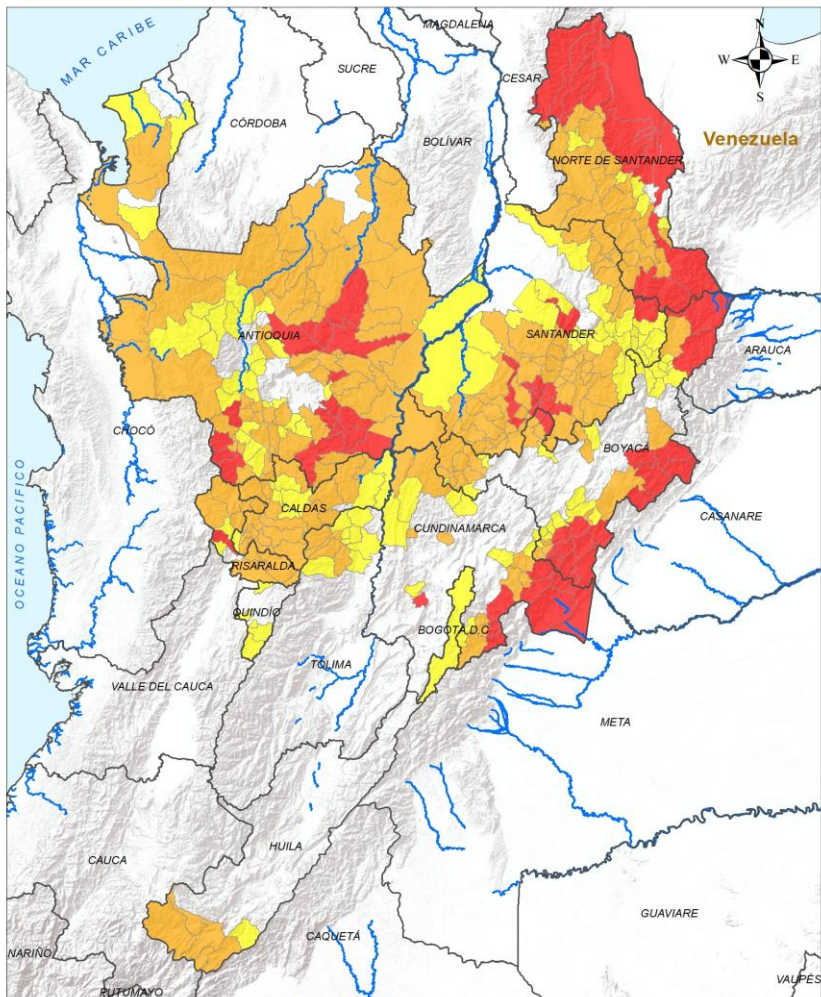 MAGDALENA
MAR CARIBE
N
SUCRE
CESAR
W
E
S
CÓRDOBA
BOLÍVAR
Venezuela
NORTE DE SANTANDER
ANTIOQUIA
SANTANDER
ARAUCA
CHOCÓ
BOYACÁ
CALDAS
CASANARE
CUNDINAMARCA
OCEANO PACIFICO
RISARALDA
QUINDÍO
BOGOTÁ D.C
TOLIMA
VALLE DEL CAUCA
META
HUILA
CAUCA
GUAVIARE
CAQUETÁ
NARIÑO
VAUPÉS
PUTUMAYO